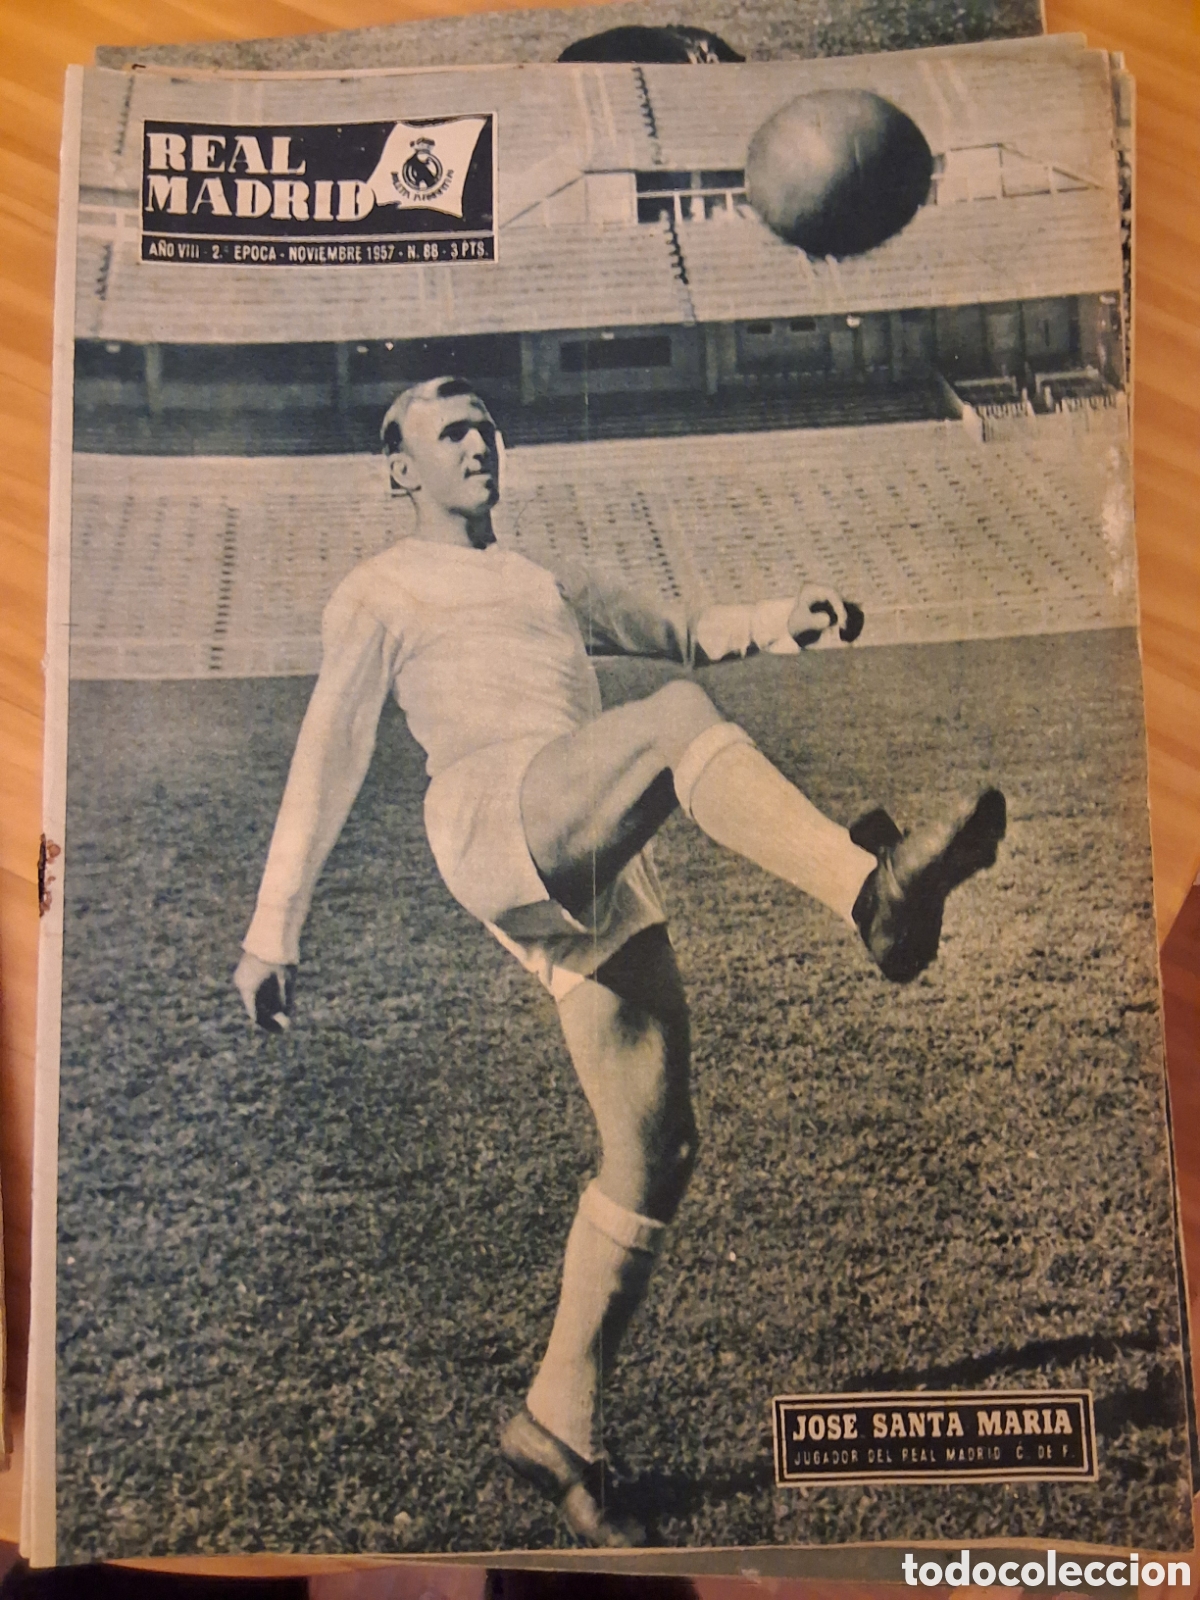 REAL
MADRID
AÑO VIII - 2.ª EPOCA - NOVIEMBRE 1957 - N. 88 - 3 PTS.
JOSE SANTA MARIA
JUGADOR DEL REAL MADRID C. DE F.
todocoleccion